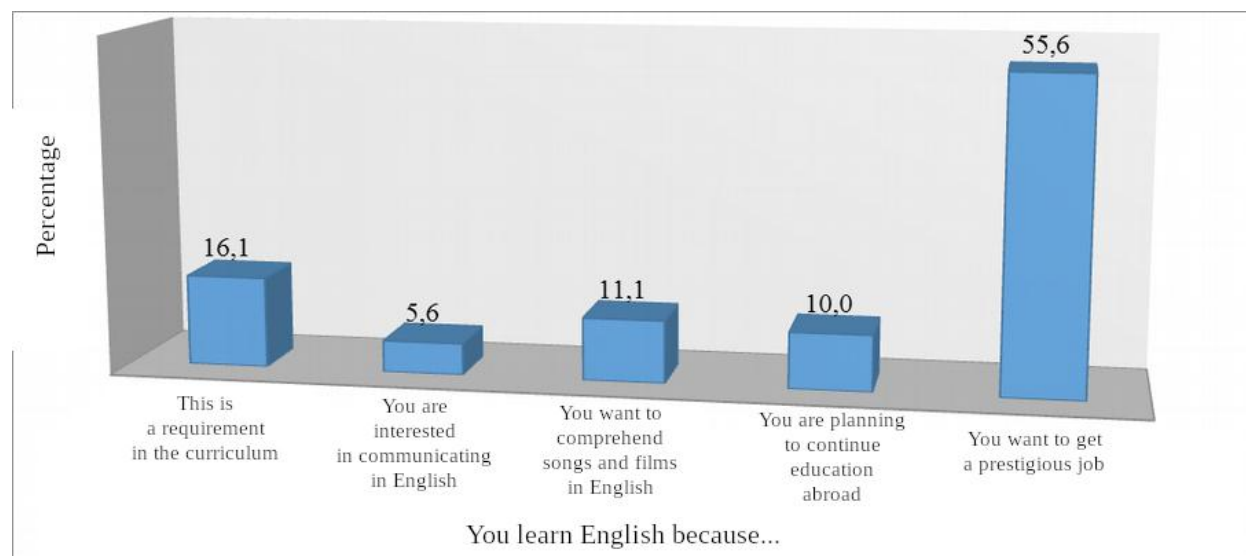 55,6
16,1
11,1
10,0
5,6
Percentage
This is
a requirement
in the curriculum
You are
interested
in communicating
in English
You want to
comprehend
songs and films
in English
You are planning
to continue
education
abroad
You want to get
a prestigious job
You learn English because...